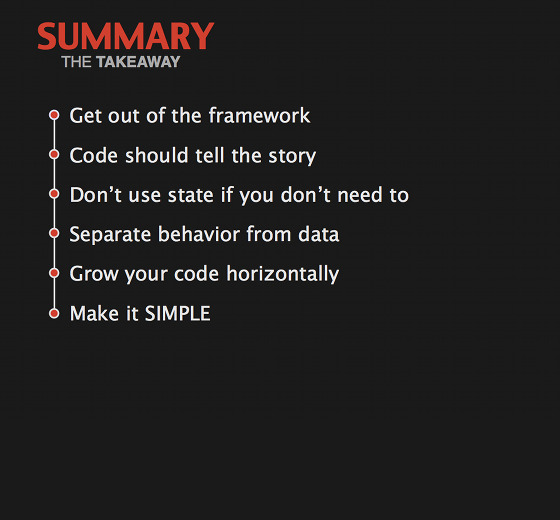 SUMMARY
THE TAKEAWAY
Get out of the framework
Code should tell the story
Don’t use state if you don’t need to
Separate behavior from data
Grow your code horizontally
Make it SIMPLE